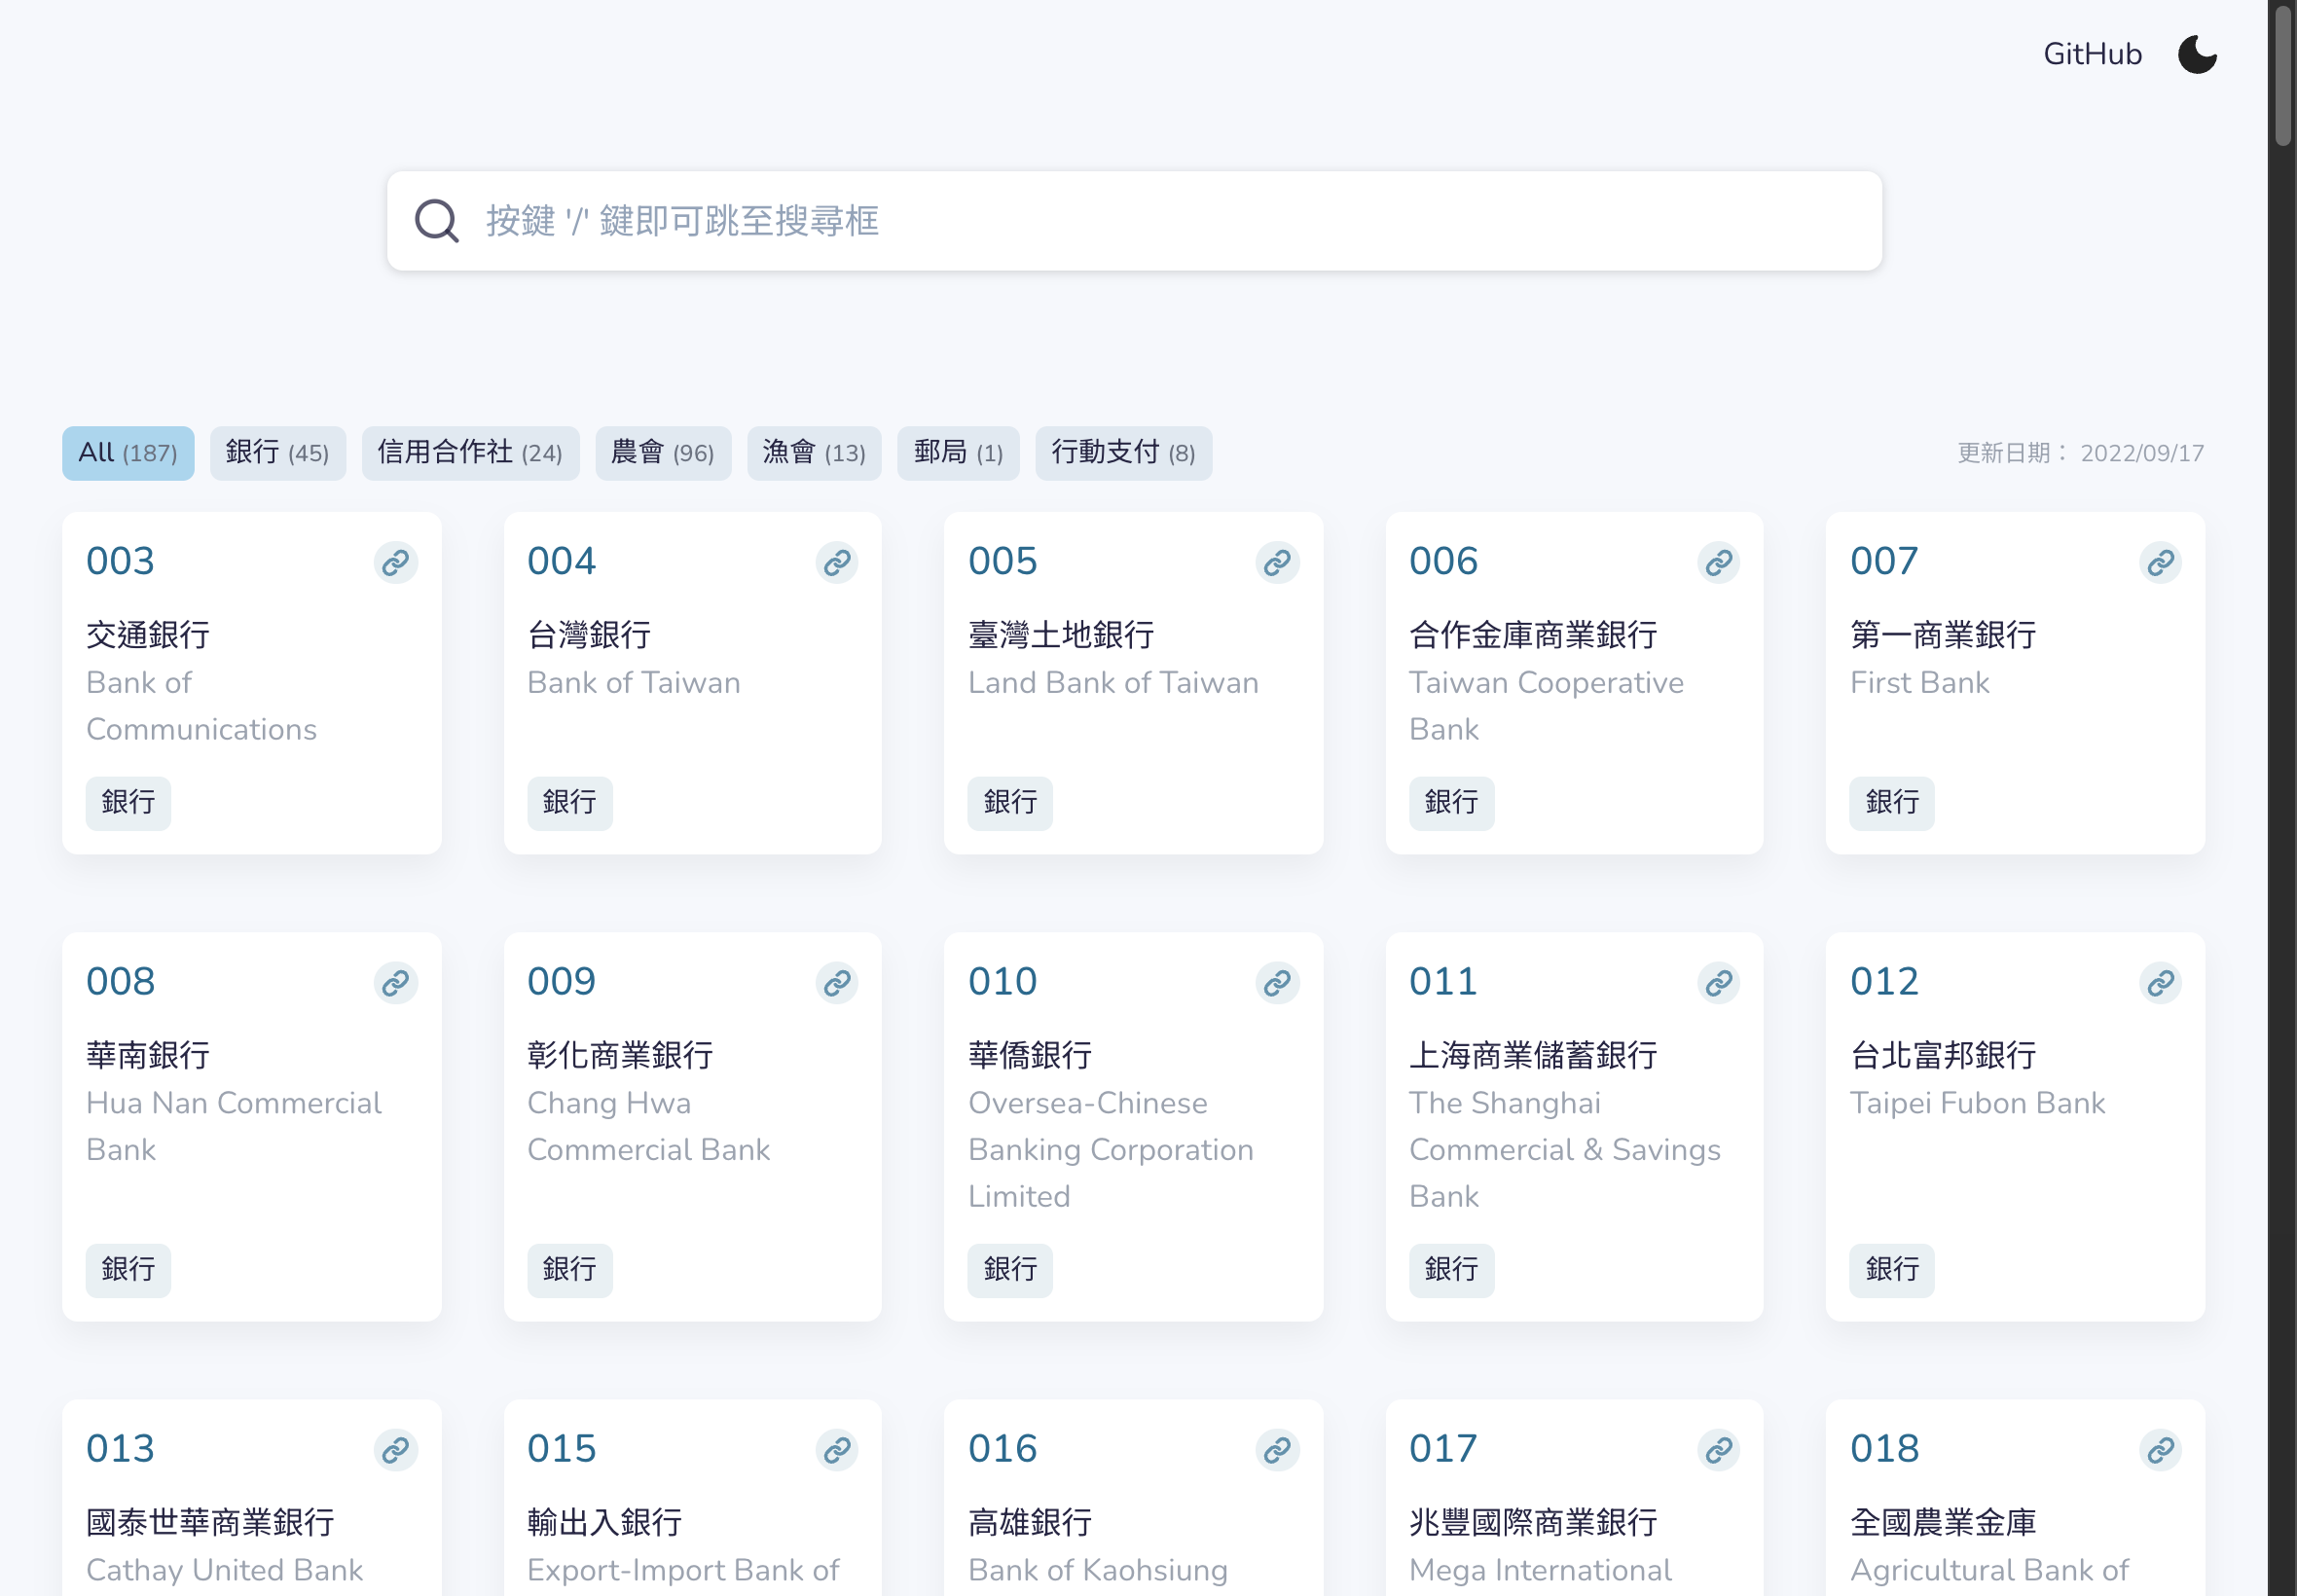 GitHub
按鍵 '/' 鍵即可跳至搜尋框
All (187) 銀行 (45) 信用合作社 (24) 農會 (96) 漁會 (13) 郵局 (1) 行動支付 (8) 更新日期： 2022/09/17
003
交通銀行
Bank of
Communications
銀行
004
台灣銀行
Bank of Taiwan
銀行
005
臺灣土地銀行
Land Bank of Taiwan
銀行
006
合作金庫商業銀行
Taiwan Cooperative
Bank
銀行
007
第一商業銀行
First Bank
銀行
008
華南銀行
Hua Nan Commercial
Bank
銀行
009
彰化商業銀行
Chang Hwa
Commercial Bank
銀行
010
華僑銀行
Oversea-Chinese
Banking Corporation
Limited
銀行
011
上海商業儲蓄銀行
The Shanghai
Commercial & Savings
Bank
銀行
012
台北富邦銀行
Taipei Fubon Bank
銀行
013
國泰世華商業銀行
Cathay United Bank
015
輸出入銀行
Export-Import Bank of
016
高雄銀行
Bank of Kaohsiung
017
兆豐國際商業銀行
Mega International
018
全國農業金庫
Agricultural Bank of